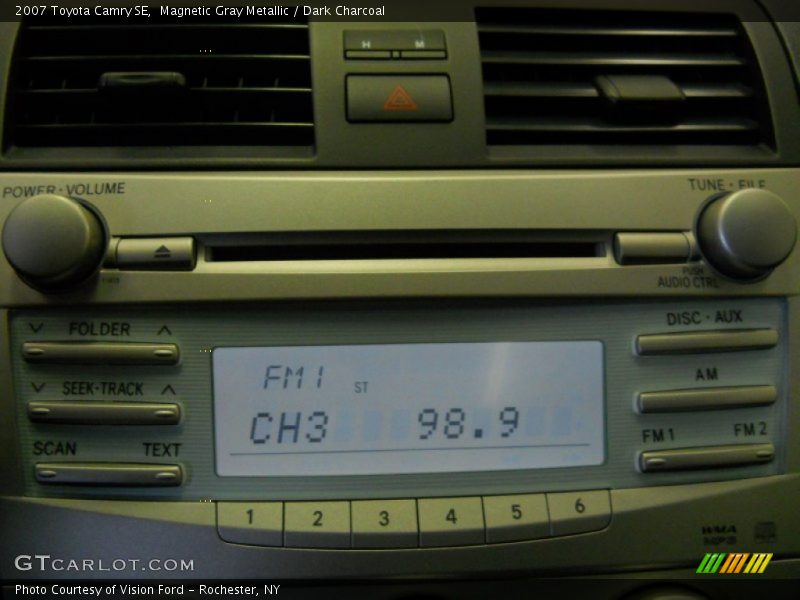 2007 Toyota Camry SE, Magnetic Gray Metallic / Dark Charcoal
H M
POWER·VOLUME
TUNE·FILE
PUSH
AUDIO CTRL
FOLDER
DISC·AUX
FM1 ST
SEEK·TRACK
AM
CH3 98.9
SCAN TEXT
FM1 FM2
1 2 3 4 5 6
WMA
MP3
GTCARLOT.COM
Photo Courtesy of Vision Ford - Rochester, NY